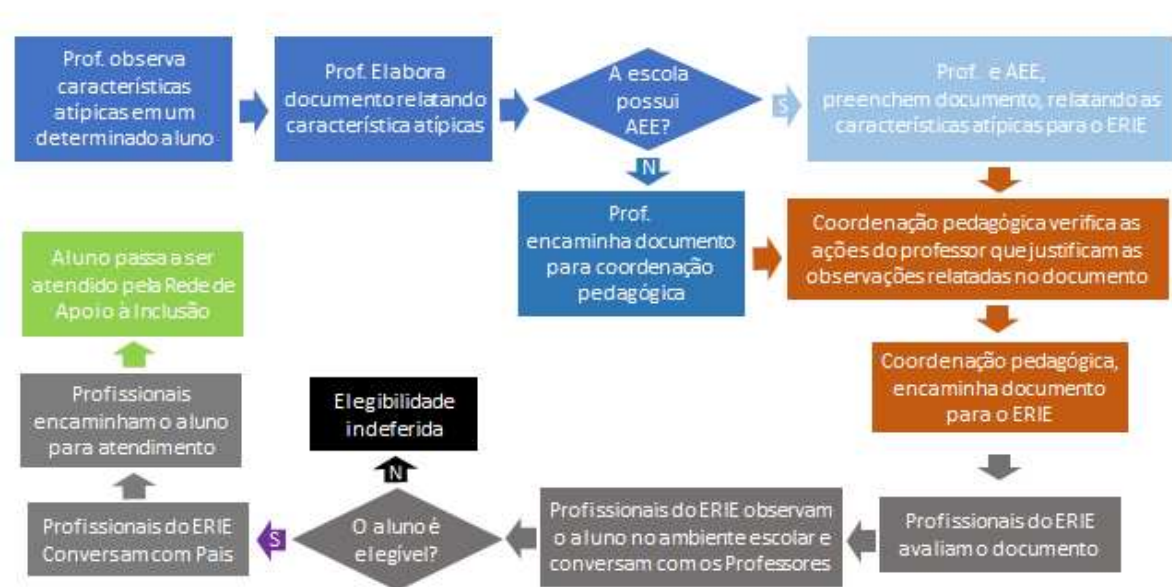 Prof. observa
características
atípicas em um
determinado aluno
Prof. Elabora
documento relatando
característica atípicas
A escola
possui
AEE?
S
Prof. e AEE,
preenchem documento, relatando as
características atípicas para o ERIE
N
Prof.
encaminha documento
para coordenação
pedagógica
Coordenação pedagógica verifica as
ações do professor que justificam as
observações relatadas no documento
Coordenação pedagógica,
encaminha documento
para o ERIE
Profissionais do ERIE
avaliam o documento
Profissionais do ERIE observam
o aluno no ambiente escolar e
conversam com os Professores
O aluno é
elegível?
N
Elegibilidade
indeferida
S
Profissionais do ERIE
Conversam com Pais
Profissionais
encaminham o aluno
para atendimento
Aluno passa a ser
atendido pela Rede de
Apoio à Inclusão